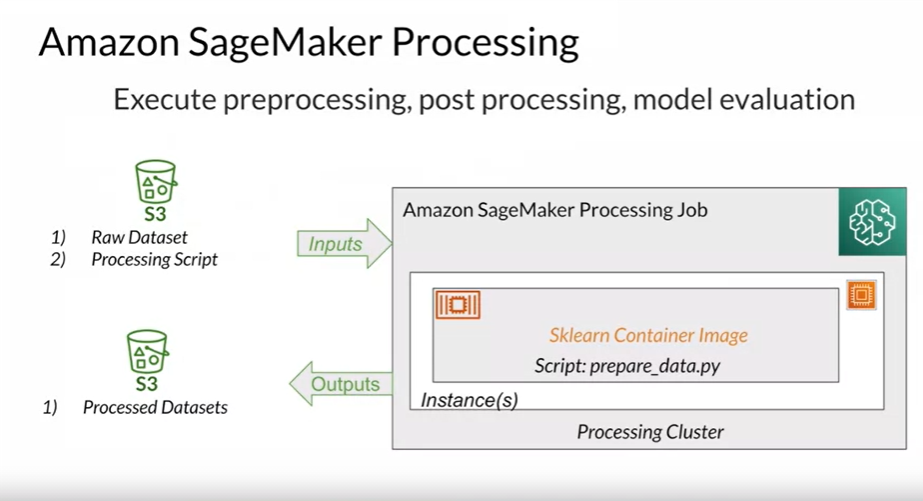 Amazon SageMaker Processing
Execute preprocessing, post processing, model evaluation
S3
1) Raw Dataset
2) Processing Script
Inputs
Amazon SageMaker Processing Job
Sklearn Container Image
Script: prepare_data.py
Instance(s)
Processing Cluster
Outputs
S3
1) Processed Datasets